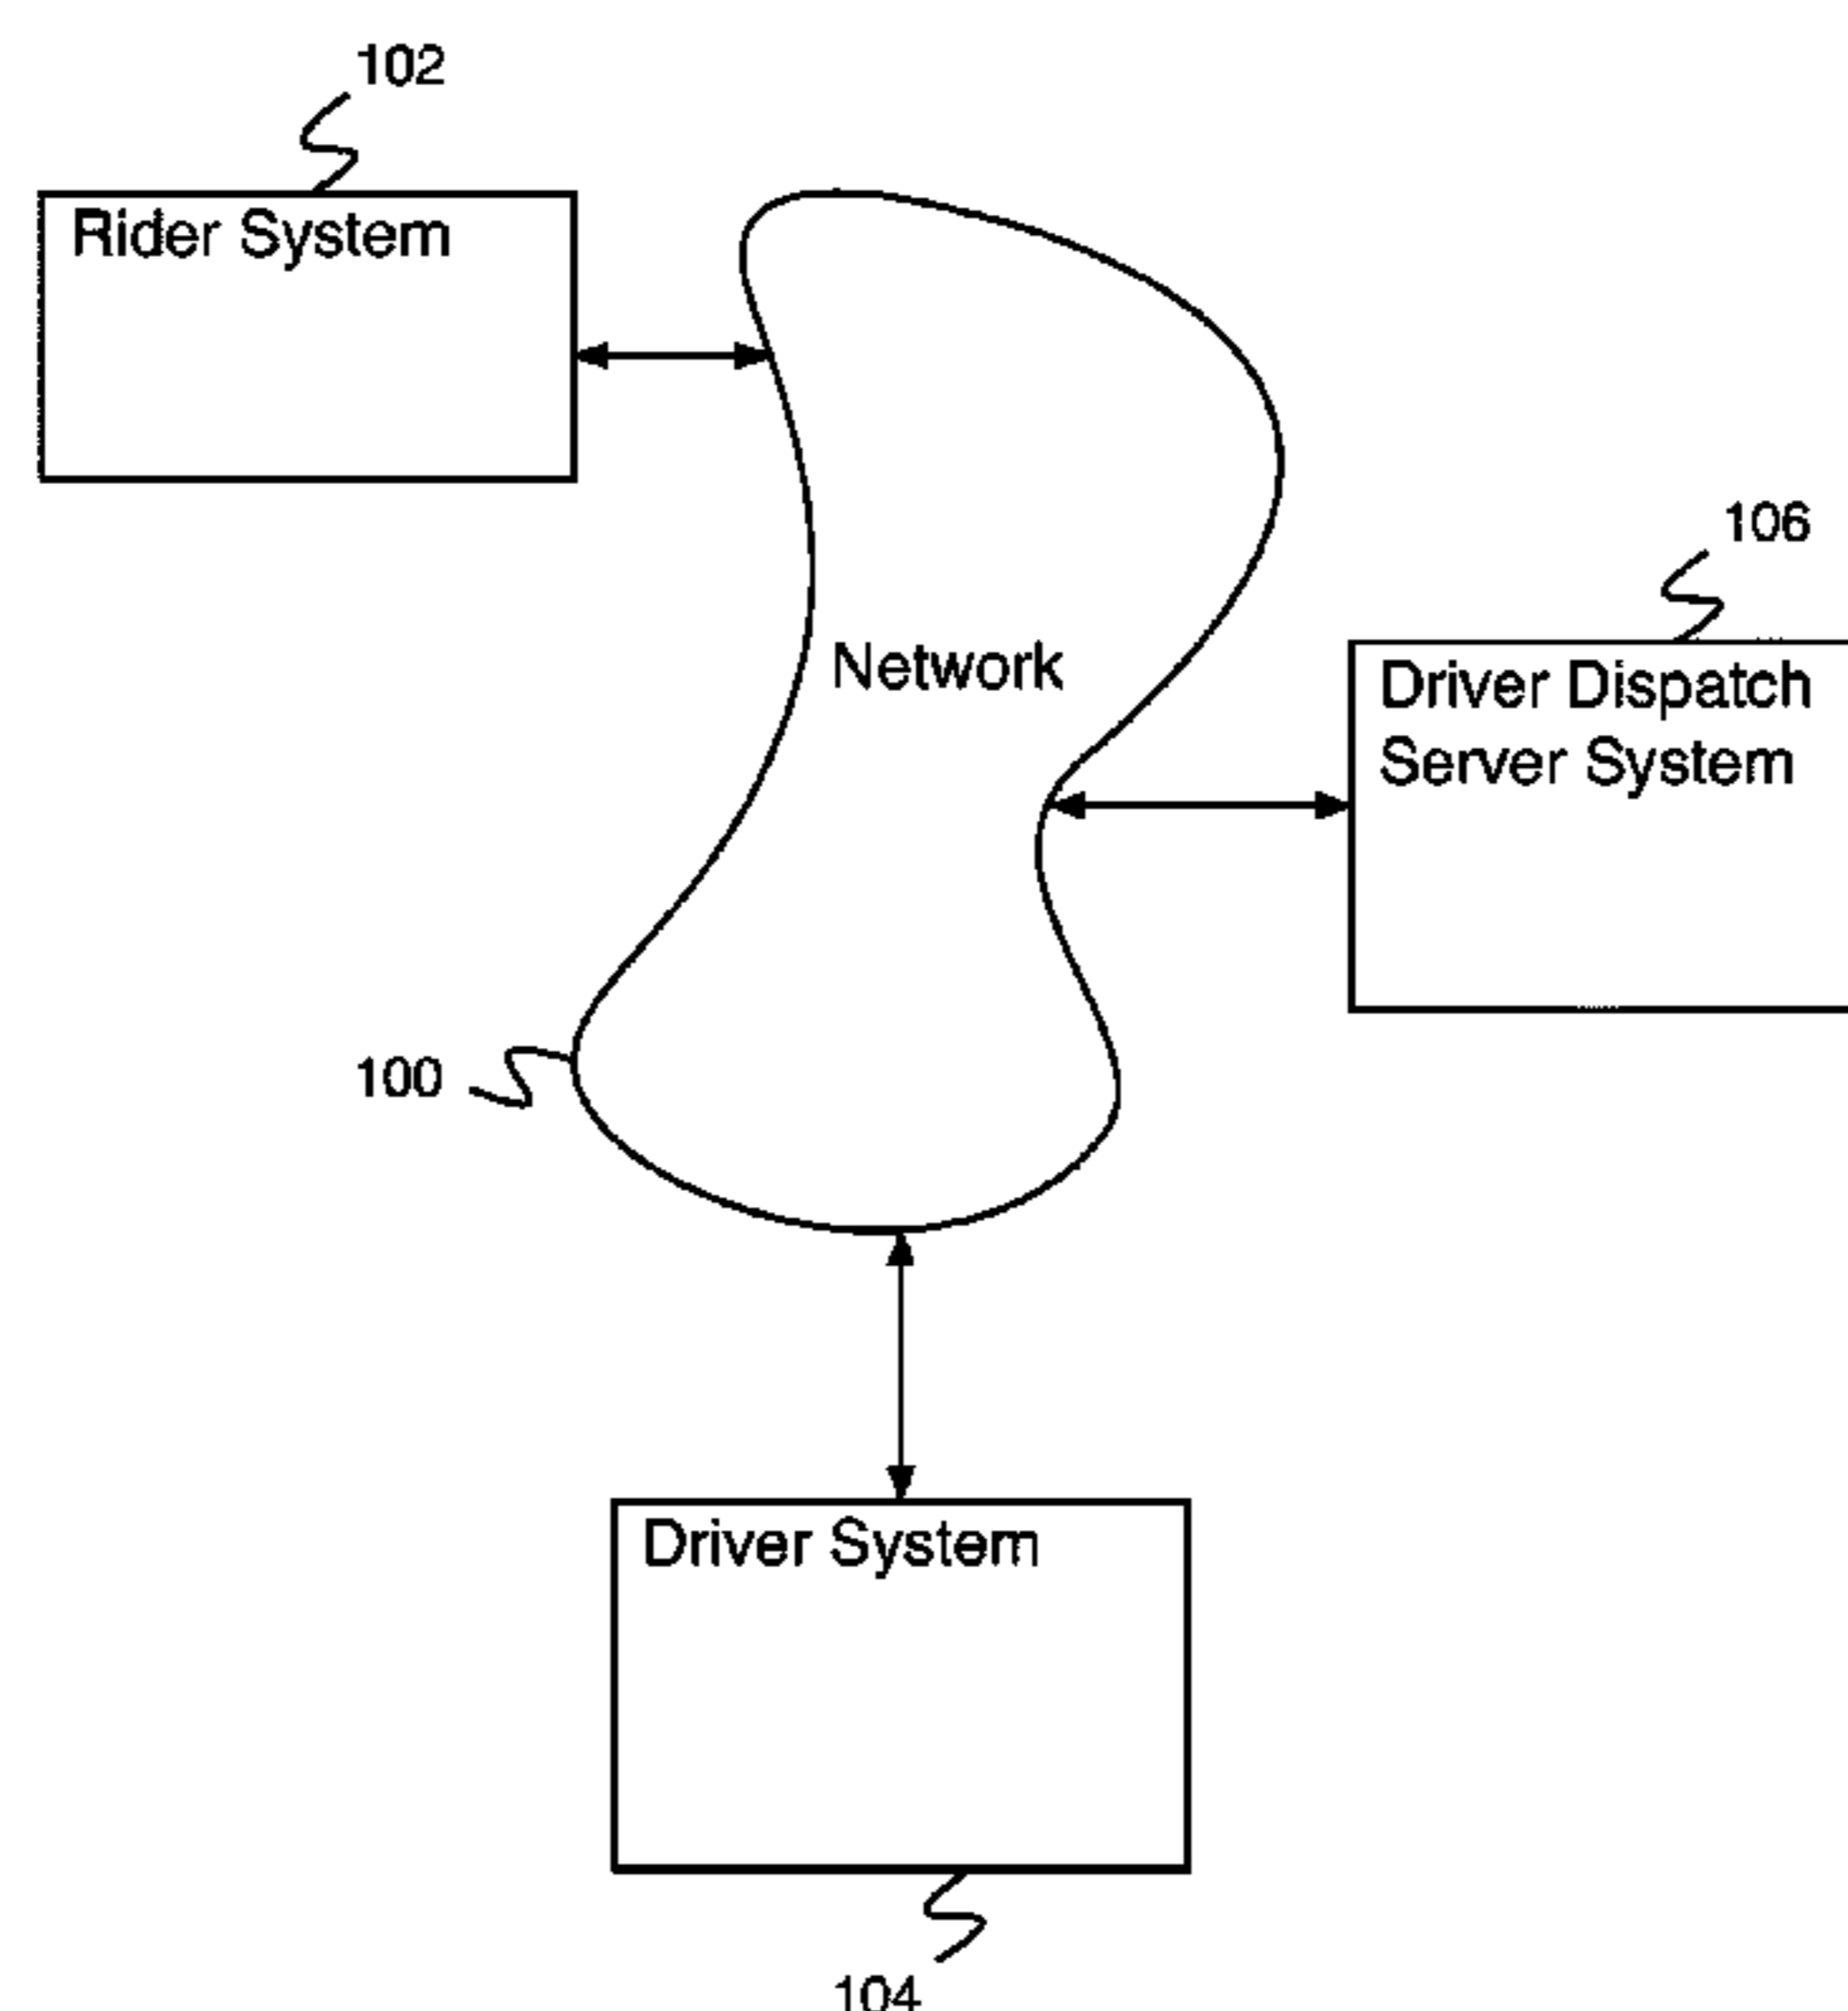 102
Rider System
106
Network
Driver Dispatch
Server System
100
Driver System
104